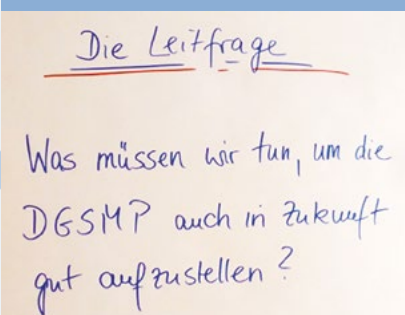 Die Leitfrage
Was müssen wir tun, um die
DGSMP auch in Zukunft
gut aufzustellen?